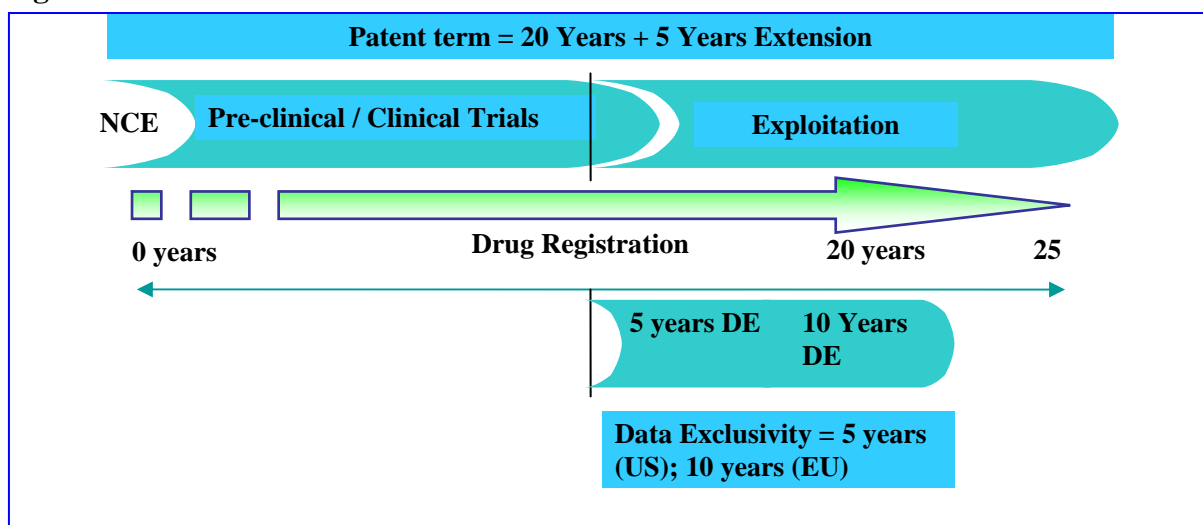 Patent term = 20 Years + 5 Years Extension
NCE
Pre-clinical / Clinical Trials
Exploitation
0 years
Drug Registration
20 years
25
5 years DE
10 Years
DE
Data Exclusivity = 5 years
(US); 10 years (EU)